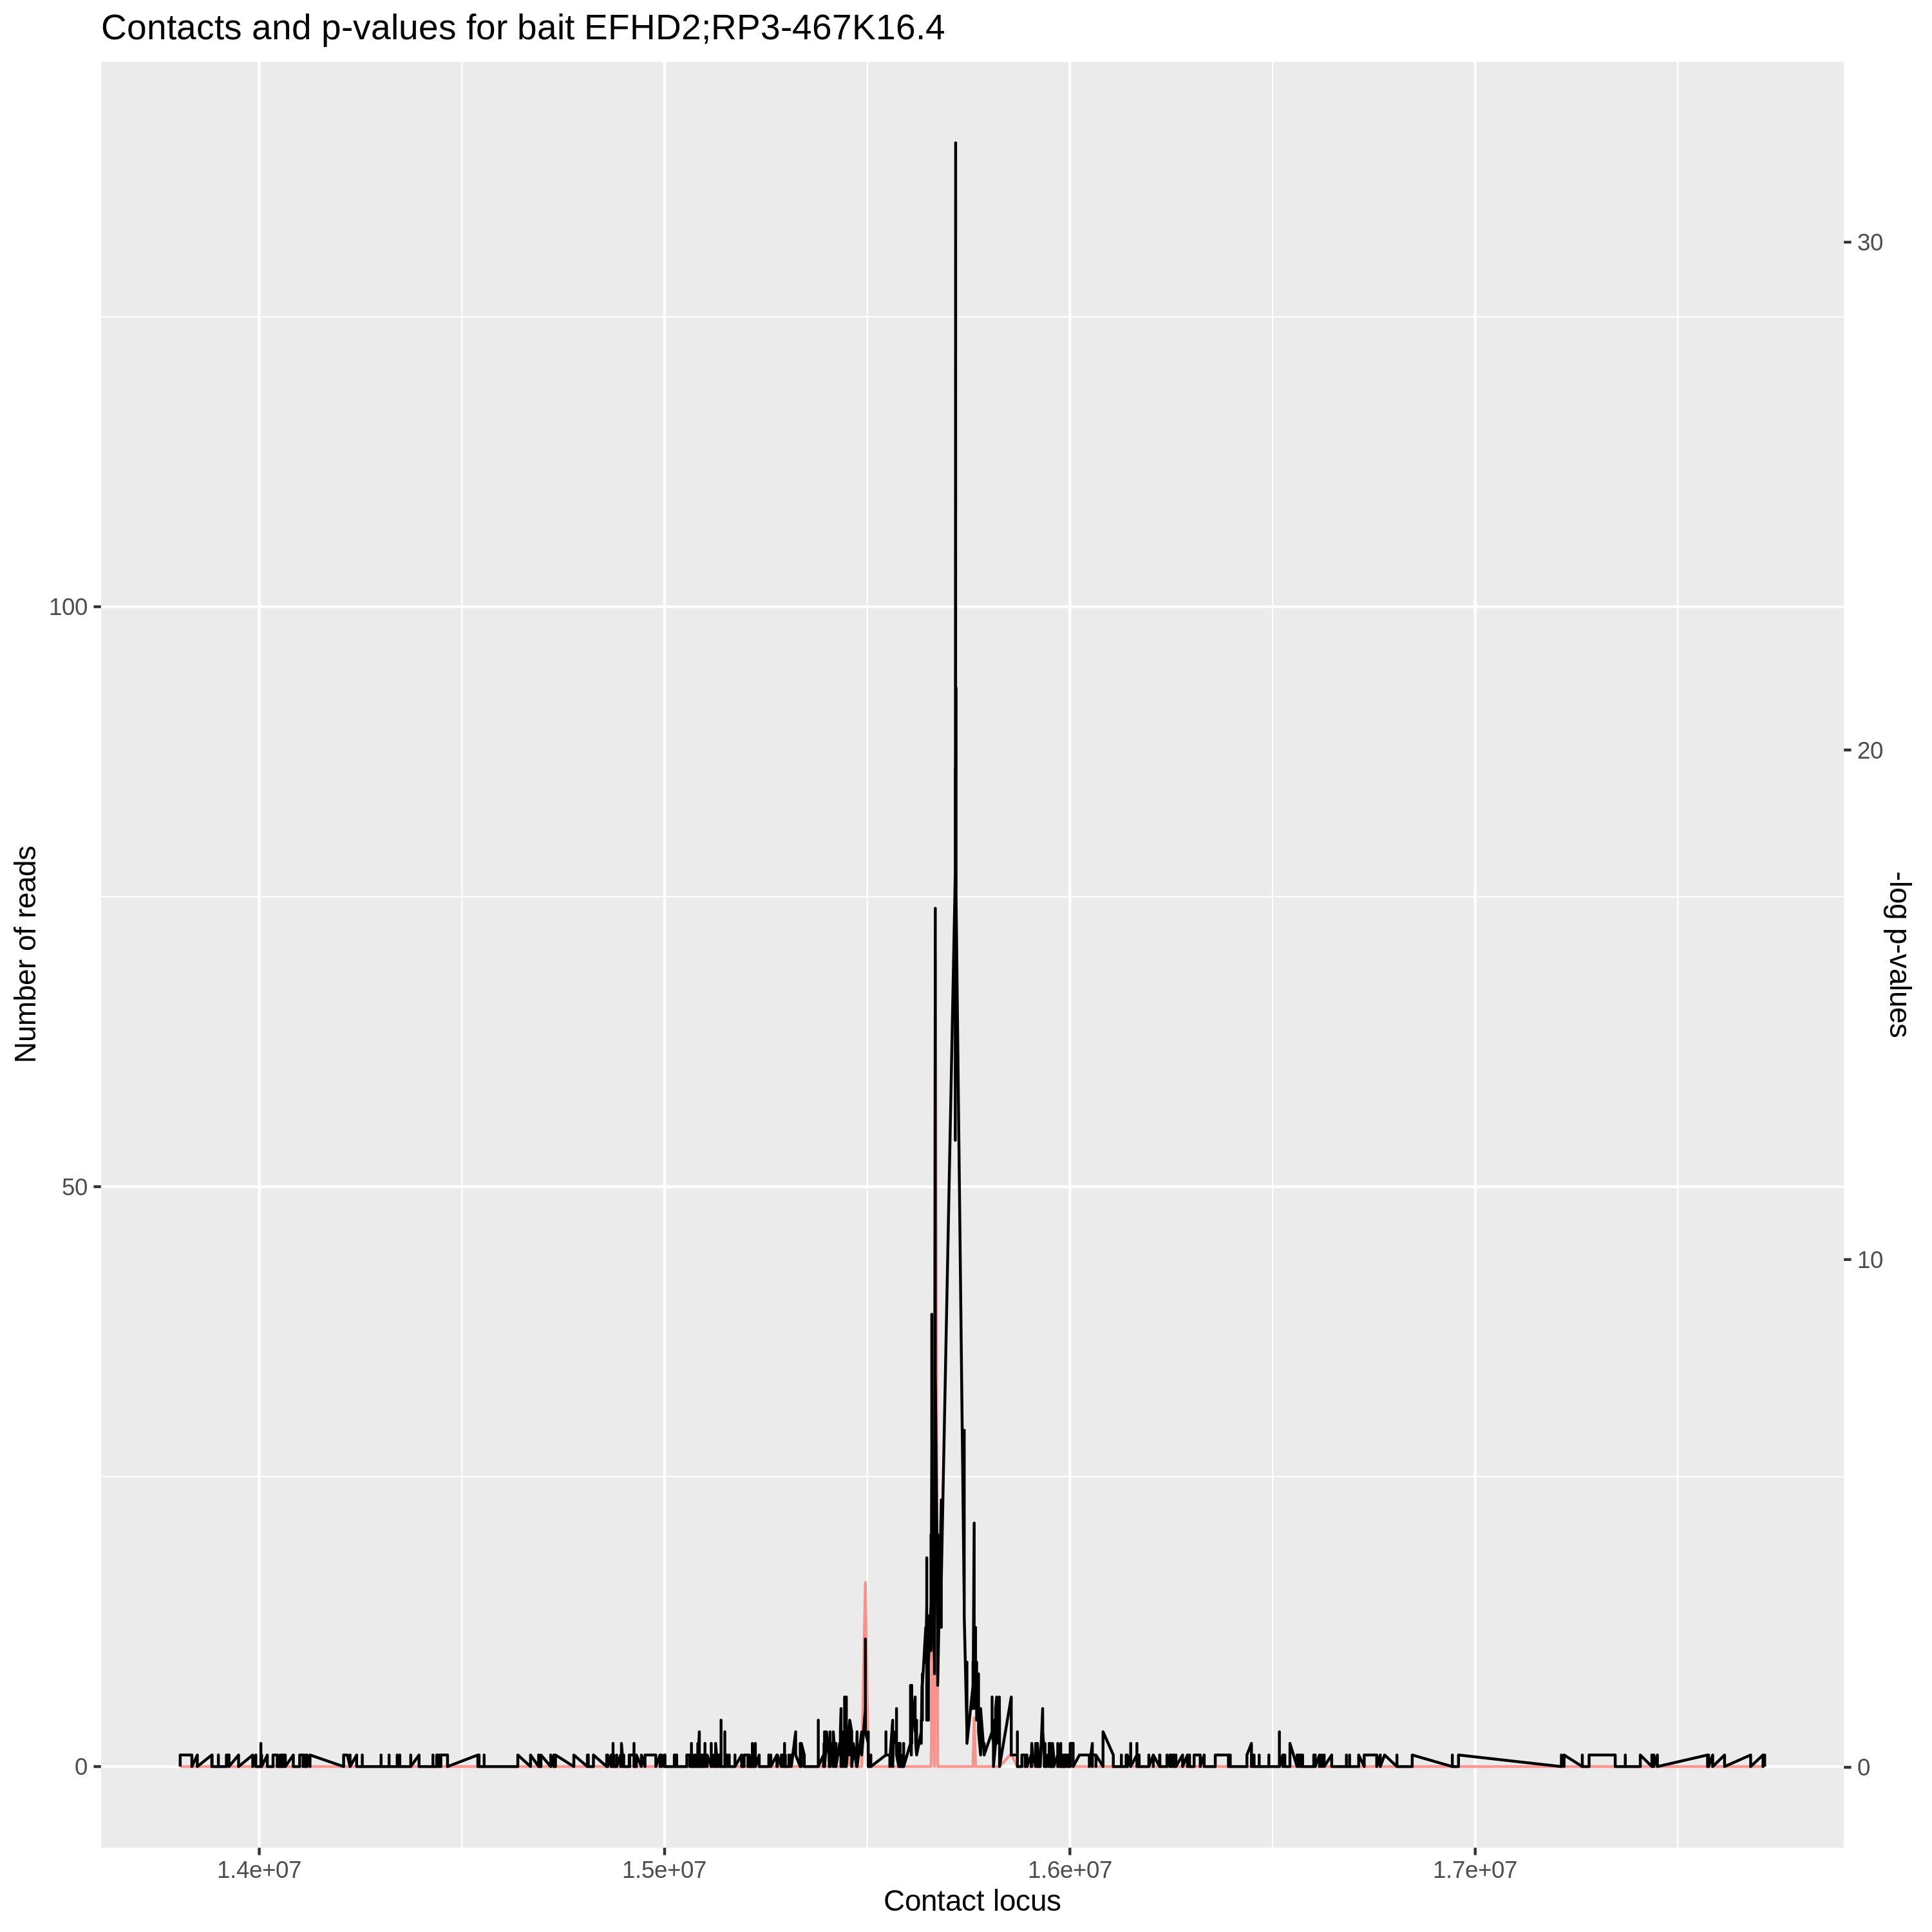 Contacts and p-values for bait EFHD2;RP3-467K16.4
Number of reads
100
50
0
30
20
10
0
-log p-values
1.4e+07 1.5e+07 1.6e+07 1.7e+07
Contact locus